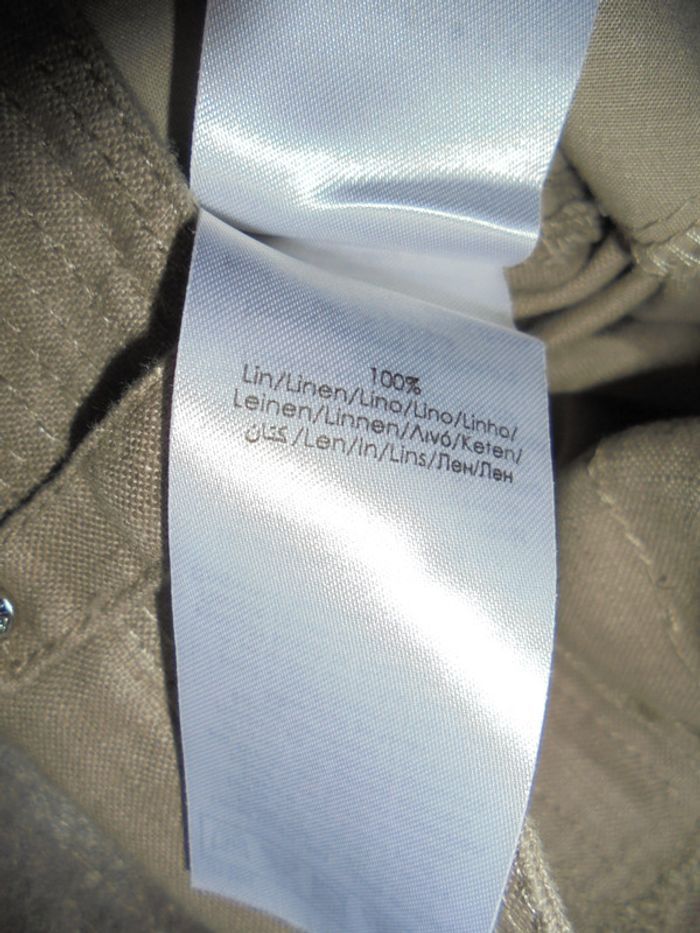 100%
Lin/Linen/Lino/Lino/Linho/
Leinen/Linnen/Λινό/Keten/
كتان/Len/In/Lins/Лен/Лен